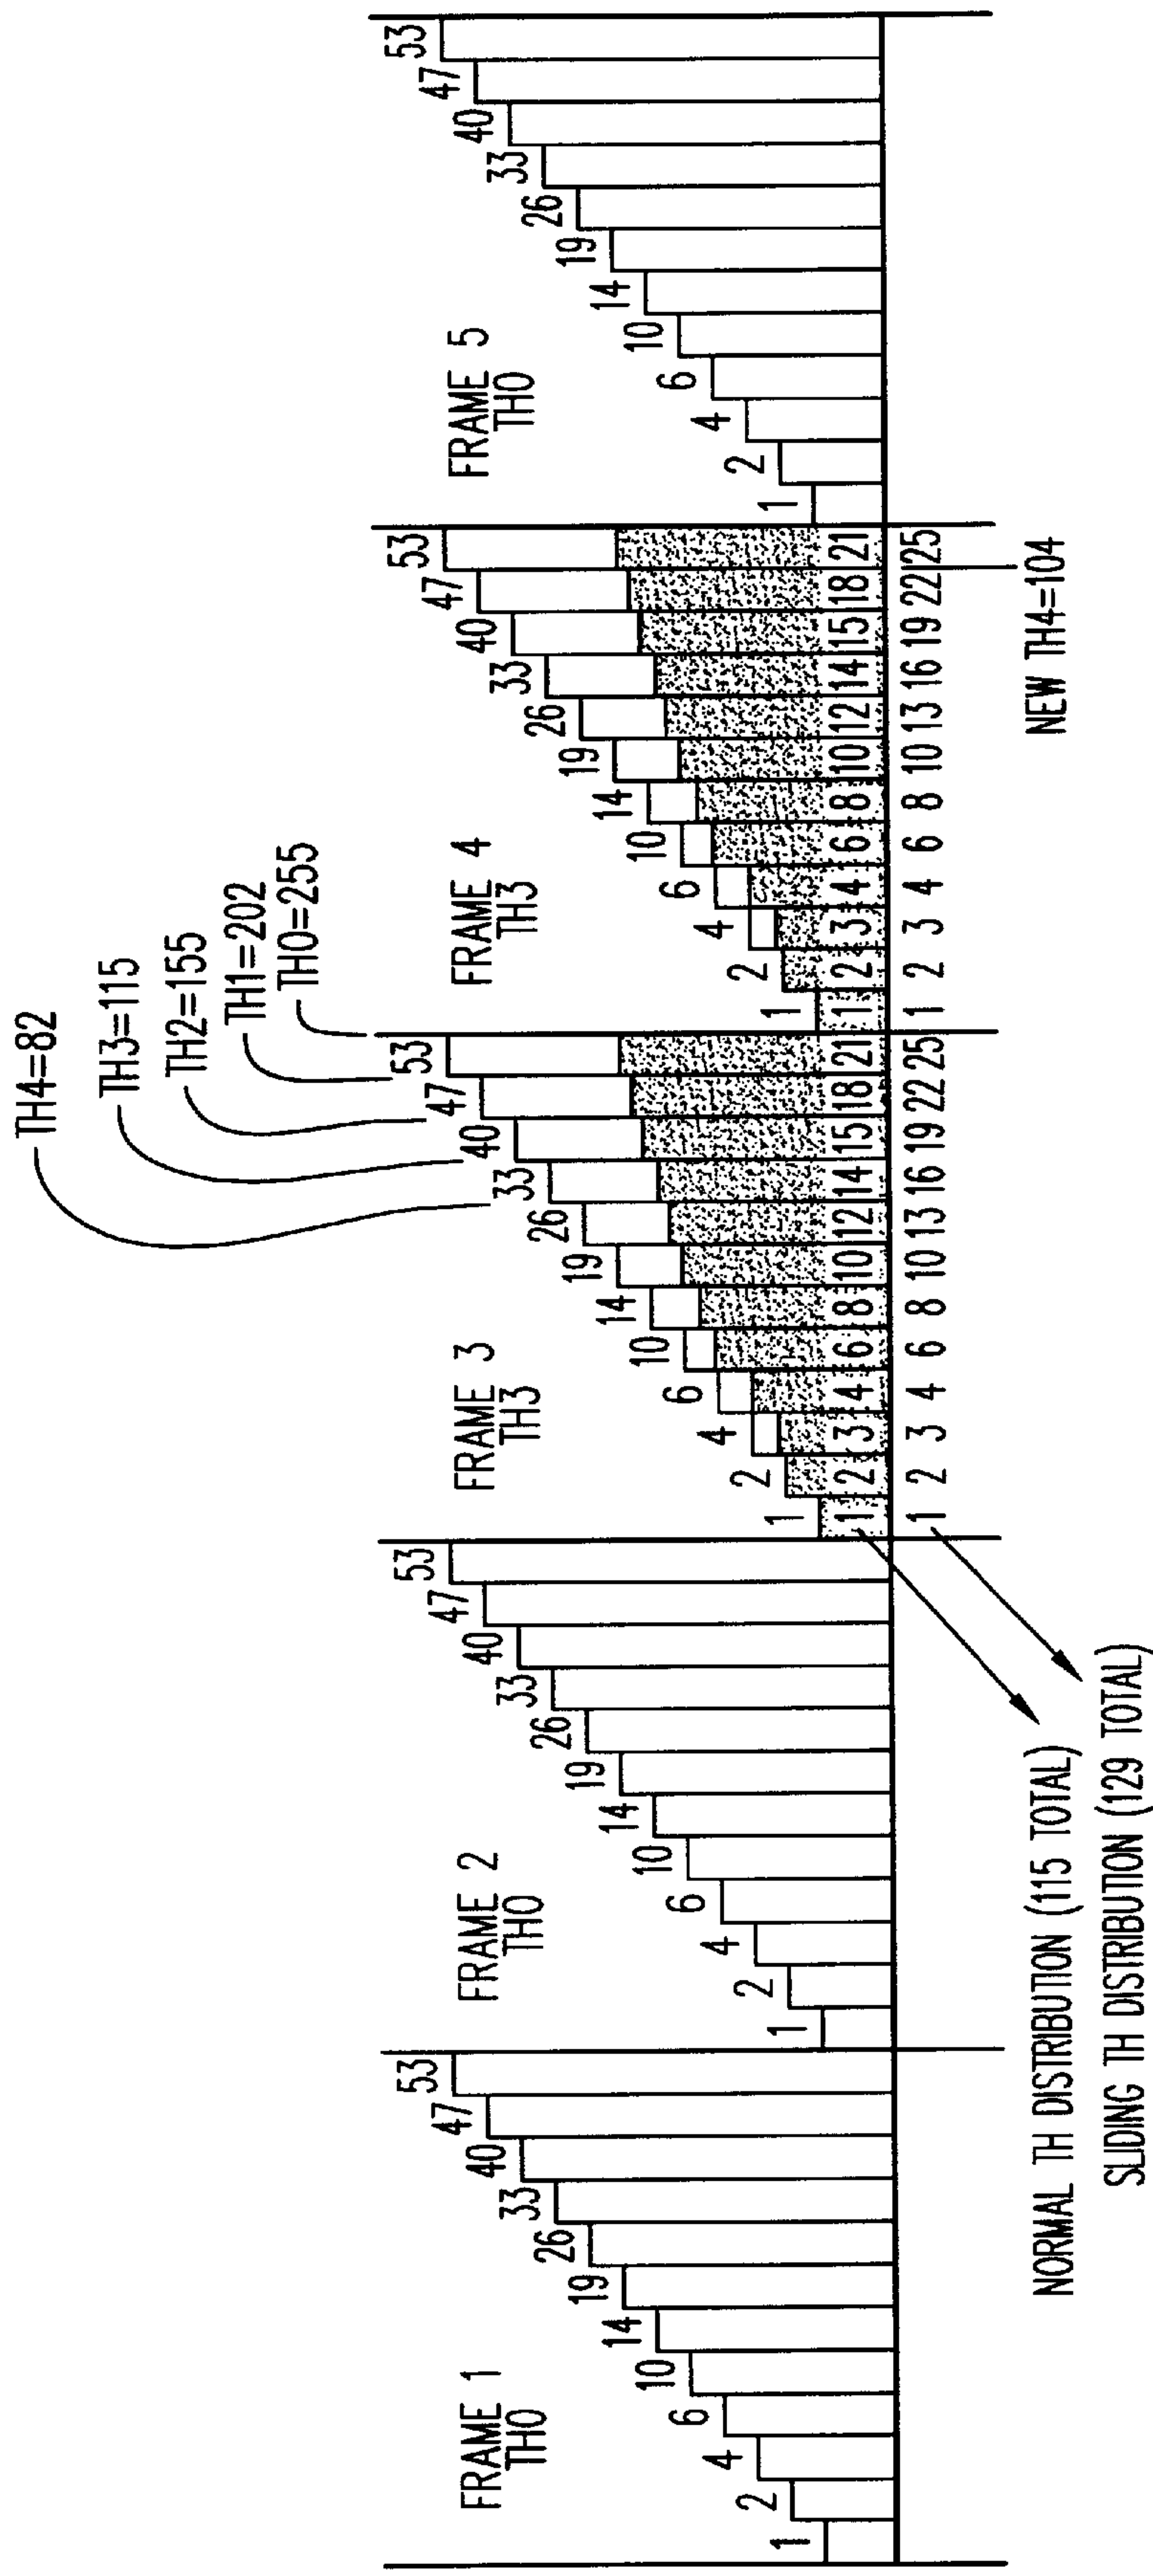 TH4=82
TH3=115
TH2=155
TH1=202
TH0=255
FRAME 1
TH0
FRAME 2
TH0
FRAME 3
TH3
FRAME 4
TH3
FRAME 5
TH0
1 2 4 6 10 14 19 26 33 40 47 53
1 2 4 6 10 14 19 26 33 40 47 53
1 2 4 6 10 14 19 26 33 40 47 53
1 2 4 6 10 14 19 26 33 40 47 53
1 2 4 6 10 14 19 26 33 40 47 53
1 2 3 4 6 8 10 12 14 15 18 21
1 2 3 4 6 8 10 12 14 15 18 21
1 2 3 4 6 8 10 13 16 19 22 25
1 2 3 4 6 8 10 13 16 19 22 25
NORMAL TH DISTRIBUTION (115 TOTAL)
SLIDING TH DISTRIBUTION (129 TOTAL)
NEW TH4=104